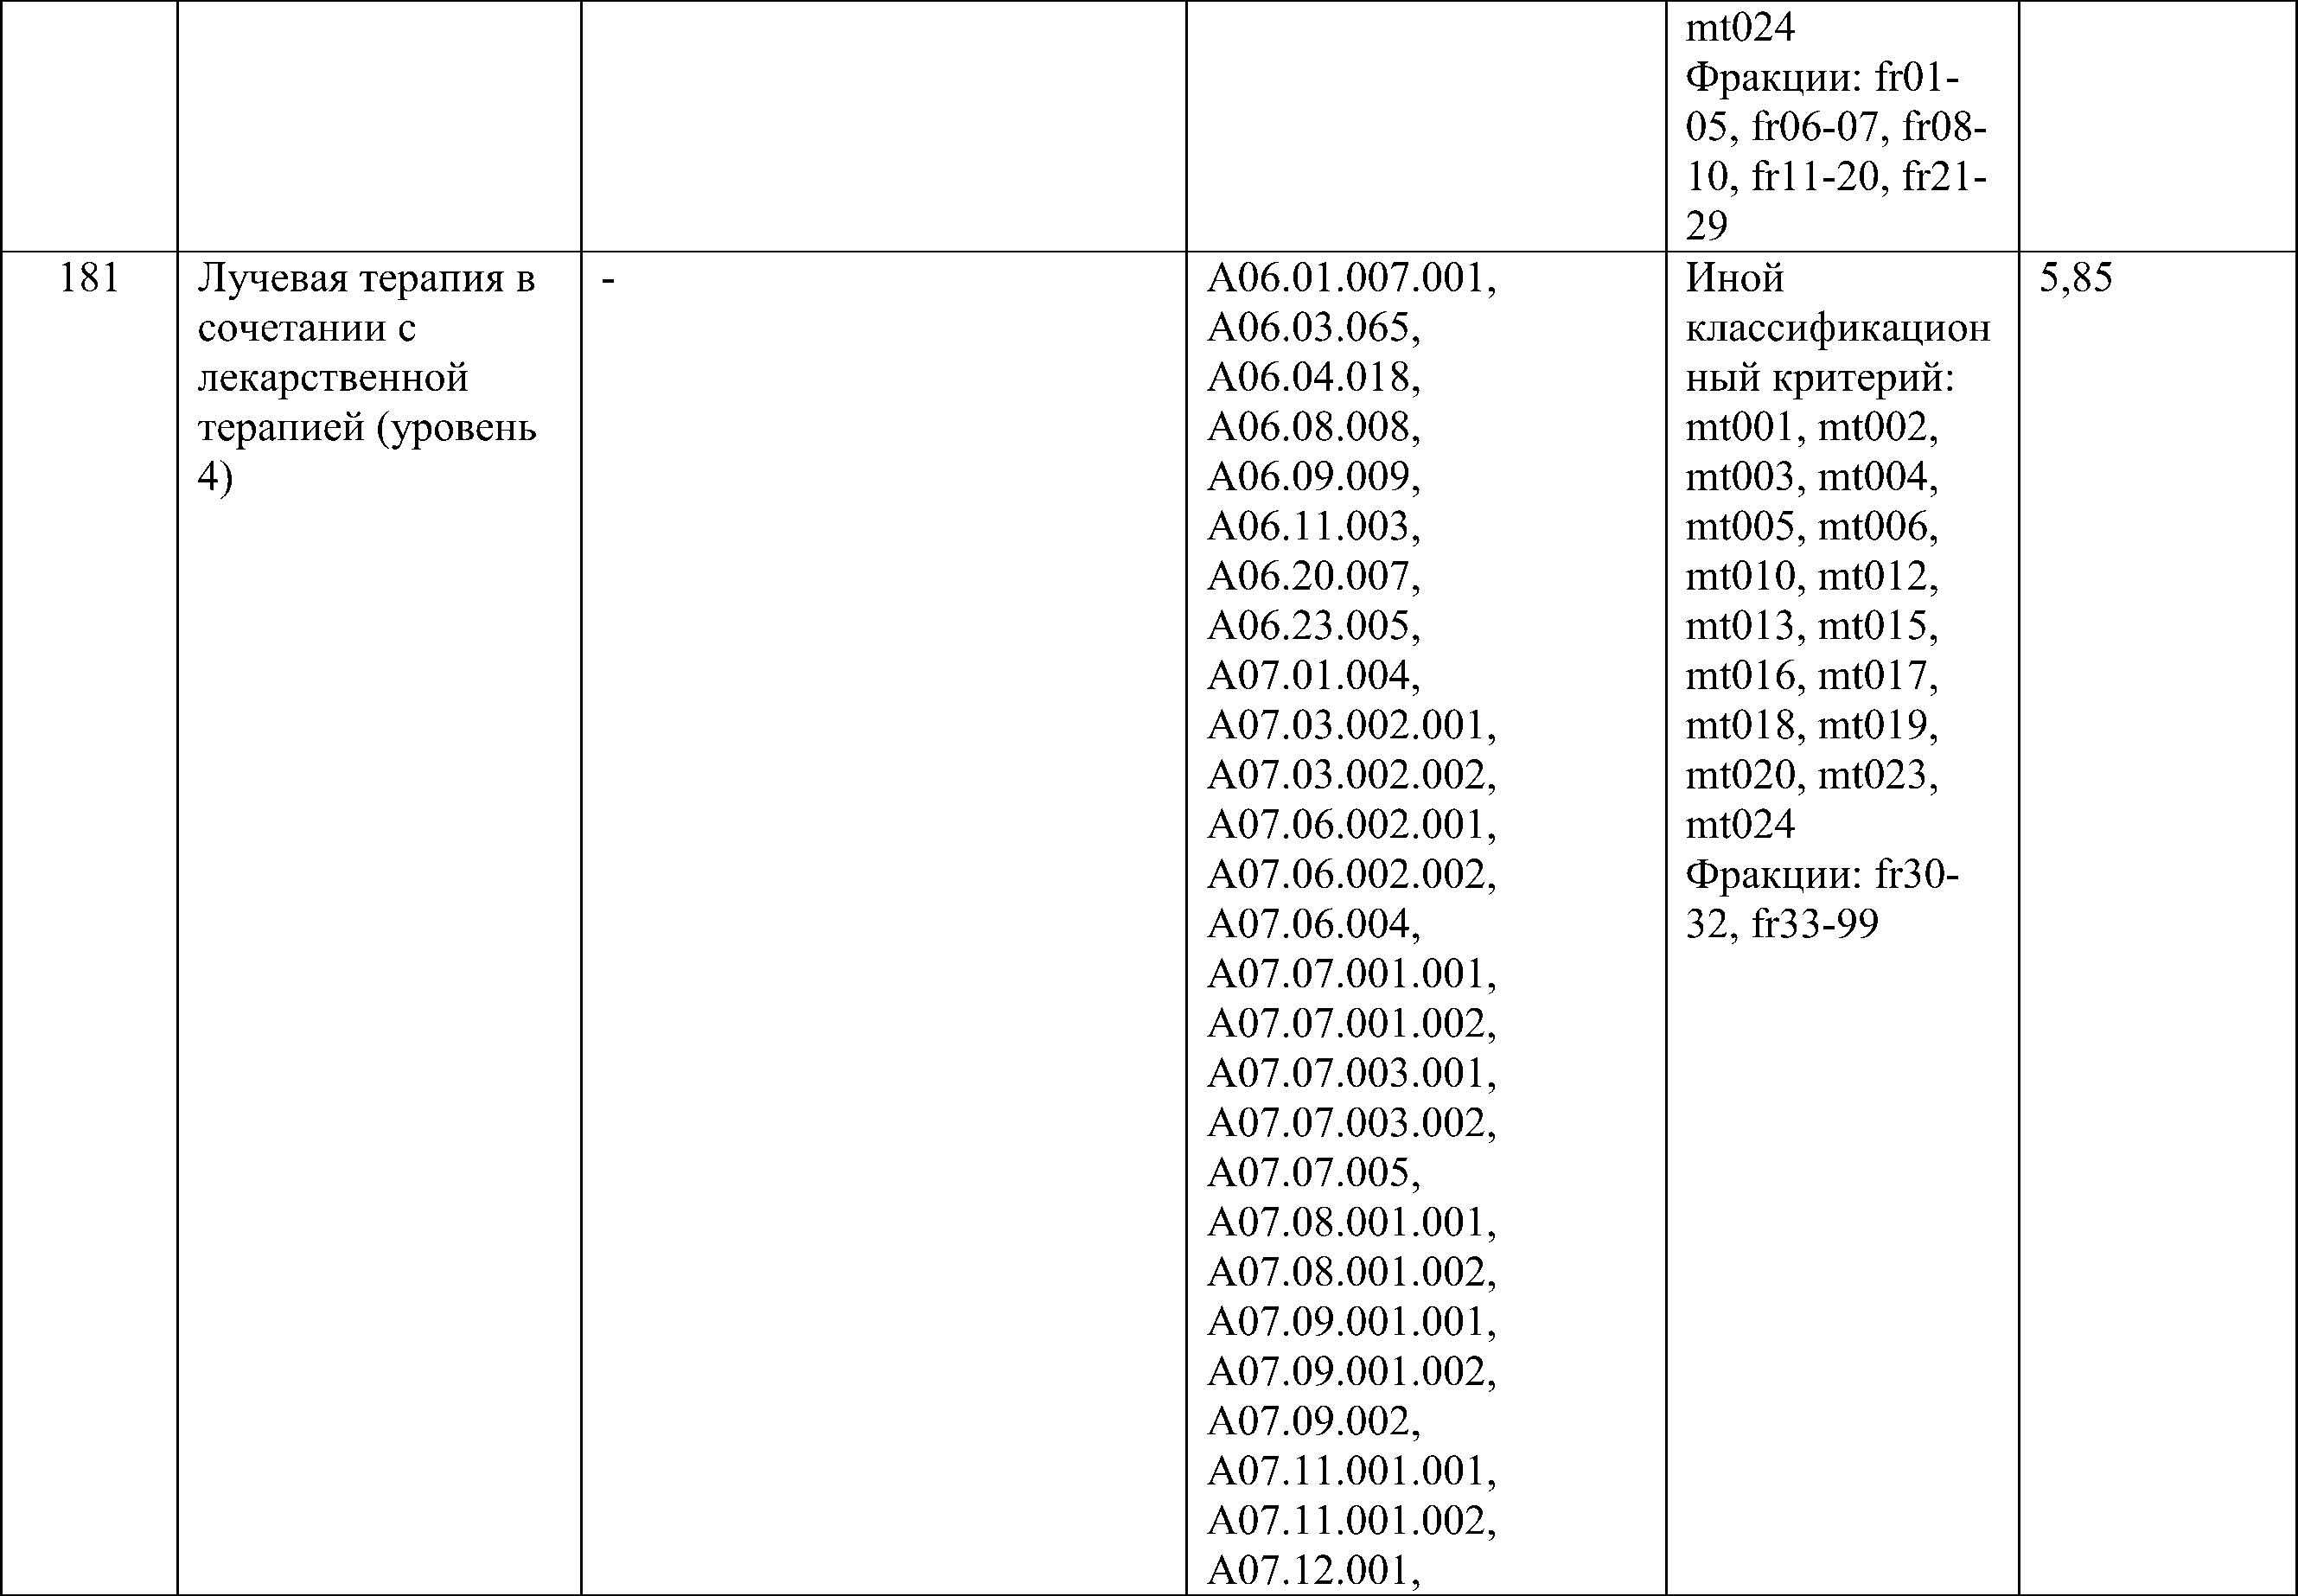 mt024
Фракции: fr01-
05, fr06-07, fr08-
10, fr11-20, fr21-
29
181
Лучевая терапия в
сочетании с
лекарственной
терапией (уровень
4)
-
A06.01.007.001,
A06.03.065,
A06.04.018,
A06.08.008,
A06.09.009,
A06.11.003,
A06.20.007,
A06.23.005,
A07.01.004,
A07.03.002.001,
A07.03.002.002,
A07.06.002.001,
A07.06.002.002,
A07.06.004,
A07.07.001.001,
A07.07.001.002,
A07.07.003.001,
A07.07.003.002,
A07.07.005,
A07.08.001.001,
A07.08.001.002,
A07.09.001.001,
A07.09.001.002,
A07.09.002,
A07.11.001.001,
A07.11.001.002,
A07.12.001,
Иной
классификацион
ный критерий:
mt001, mt002,
mt003, mt004,
mt005, mt006,
mt010, mt012,
mt013, mt015,
mt016, mt017,
mt018, mt019,
mt020, mt023,
mt024
Фракции: fr30-
32, fr33-99
5,85